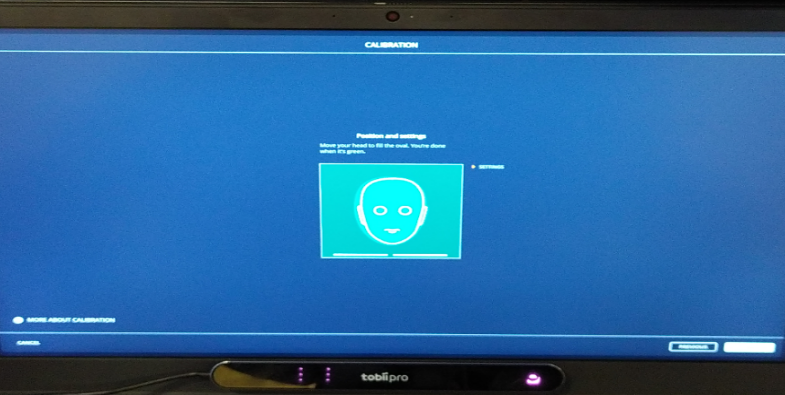 CALIBRATION
Position and settings
Move your head to fill the oval. You're done
when it's green.
SETTINGS
MORE ABOUT CALIBRATION
CANCEL
PREVIOUS
tobii pro